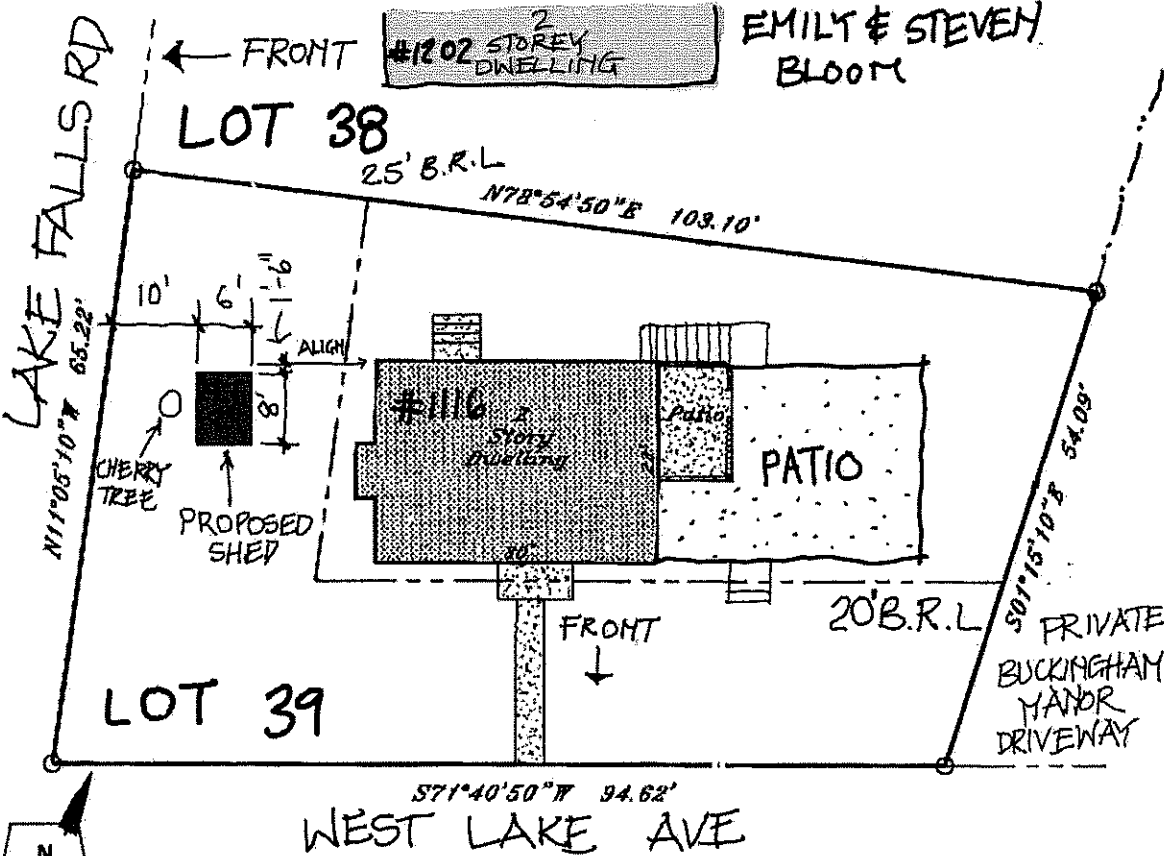 LAKE FALLS RD
FRONT
#1202 2 STOREY
DWELLING
EMILY & STEVEN
BLOOM
LOT 38
25' B.R.L
N78°54'50"E 103.10'
10'
6'
1'-6"
ALIGN
8'
N11°05'10"W 65.22'
CHERRY
TREE
PROPOSED
SHED
#1116
2
Story
Dwelling
Patio
PATIO
S01°15'10"E 54.09'
20' B.R.L
FRONT
PRIVATE
BUCKINGHAM
MANOR
DRIVEWAY
LOT 39
S71°40'50"W 94.62'
WEST LAKE AVE
N